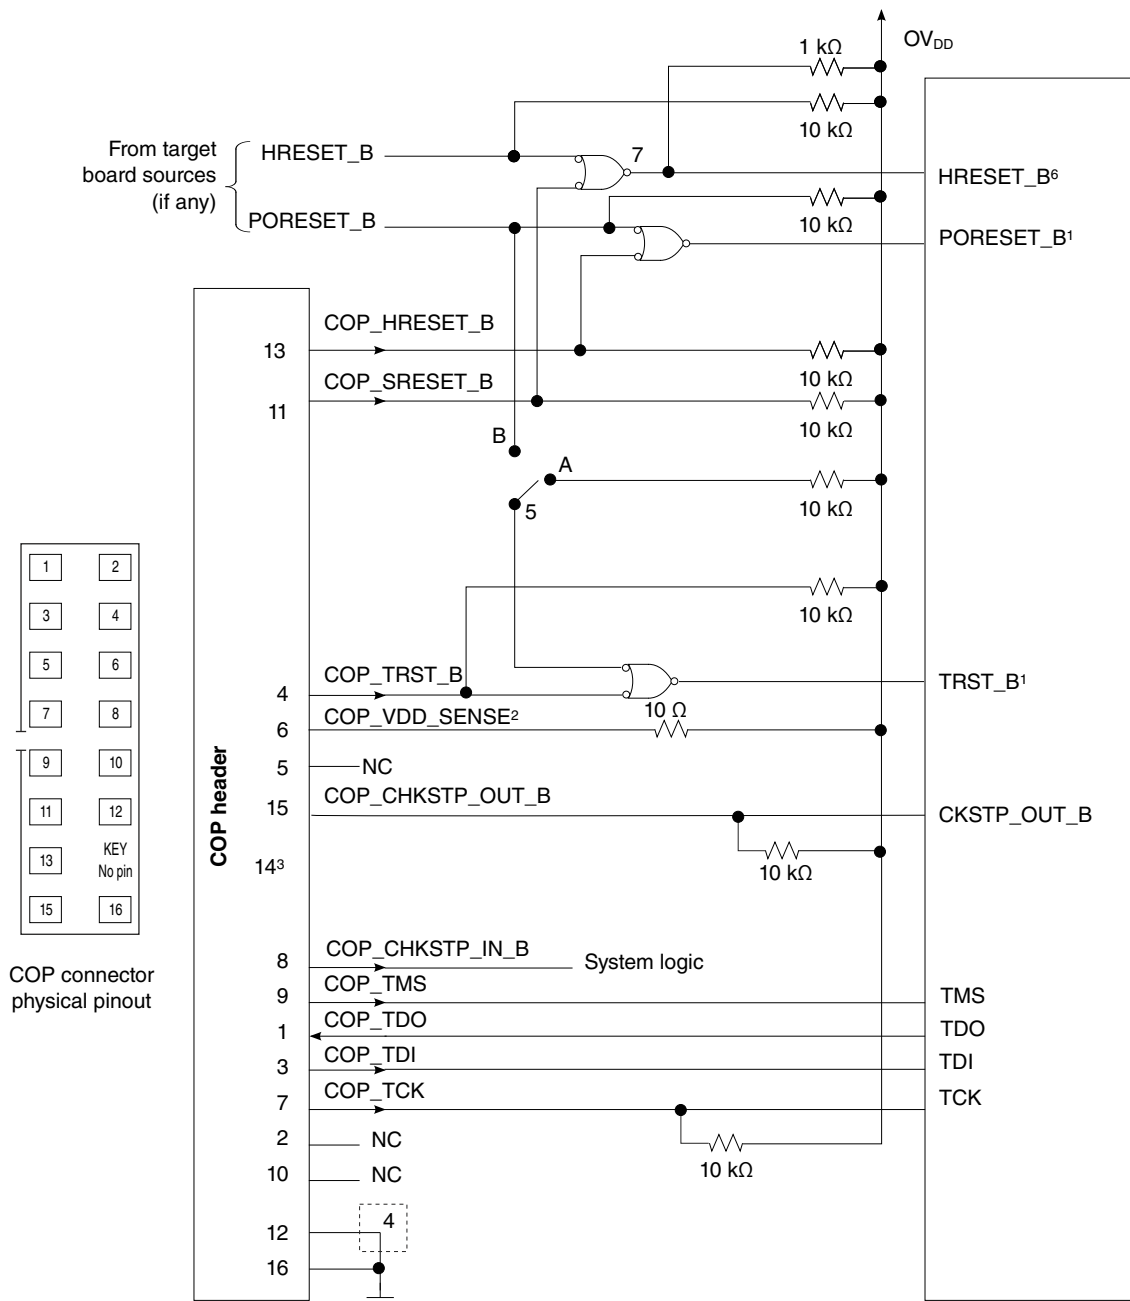 OVDD
1 kΩ
10 kΩ
From target
board sources
(if any)
HRESET_B
7
HRESET_B6
PORESET_B
10 kΩ
PORESET_B1
COP_HRESET_B
13
10 kΩ
COP_SRESET_B
11
10 kΩ
B
A
5
10 kΩ
10 kΩ
COP_TRST_B
4
TRST_B1
10 Ω
COP_VDD_SENSE2
6
5
NC
COP_CHKSTP_OUT_B
15
CKSTP_OUT_B
10 kΩ
143
COP header
COP_CHKSTP_IN_B
8
System logic
COP_TMS
9
TMS
COP_TDO
1
TDO
COP_TDI
3
TDI
COP_TCK
7
TCK
10 kΩ
2
NC
10
NC
4
12
16
1 2
3 4
5 6
7 8
9 10
11 12
13 KEY
No pin
15 16
COP connector
physical pinout